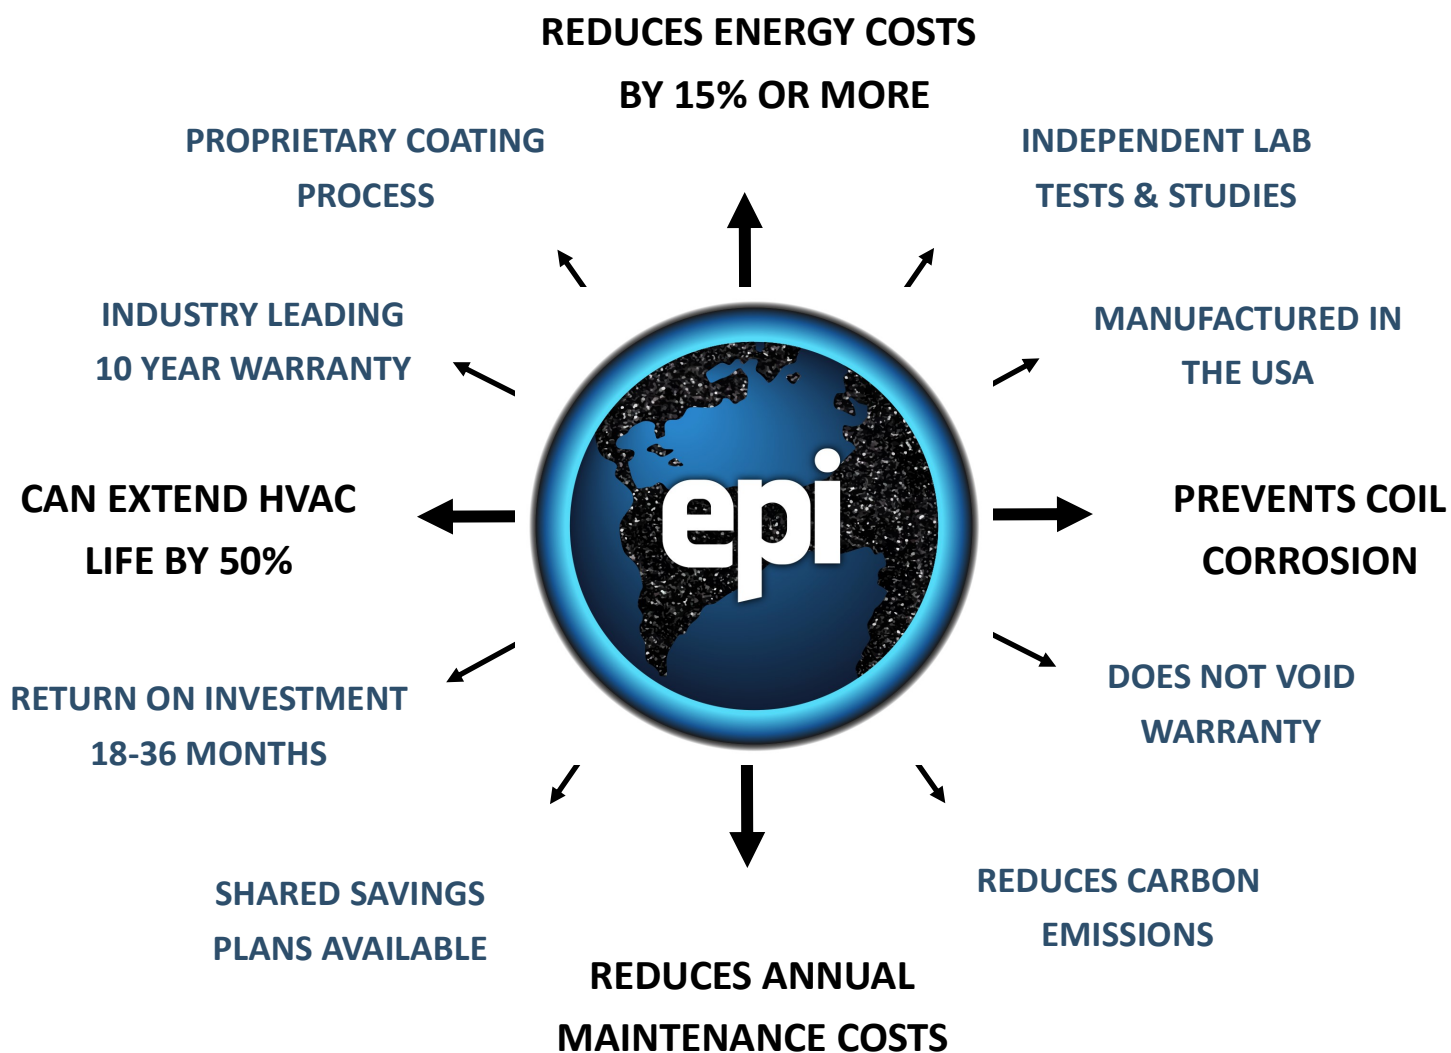 REDUCES ENERGY COSTS
BY 15% OR MORE
PROPRIETARY COATING
PROCESS
INDEPENDENT LAB
TESTS & STUDIES
INDUSTRY LEADING
10 YEAR WARRANTY
MANUFACTURED IN
THE USA
CAN EXTEND HVAC
LIFE BY 50%
epi
PREVENTS COIL
CORROSION
RETURN ON INVESTMENT
18-36 MONTHS
DOES NOT VOID
WARRANTY
SHARED SAVINGS
PLANS AVAILABLE
REDUCES CARBON
EMISSIONS
REDUCES ANNUAL
MAINTENANCE COSTS